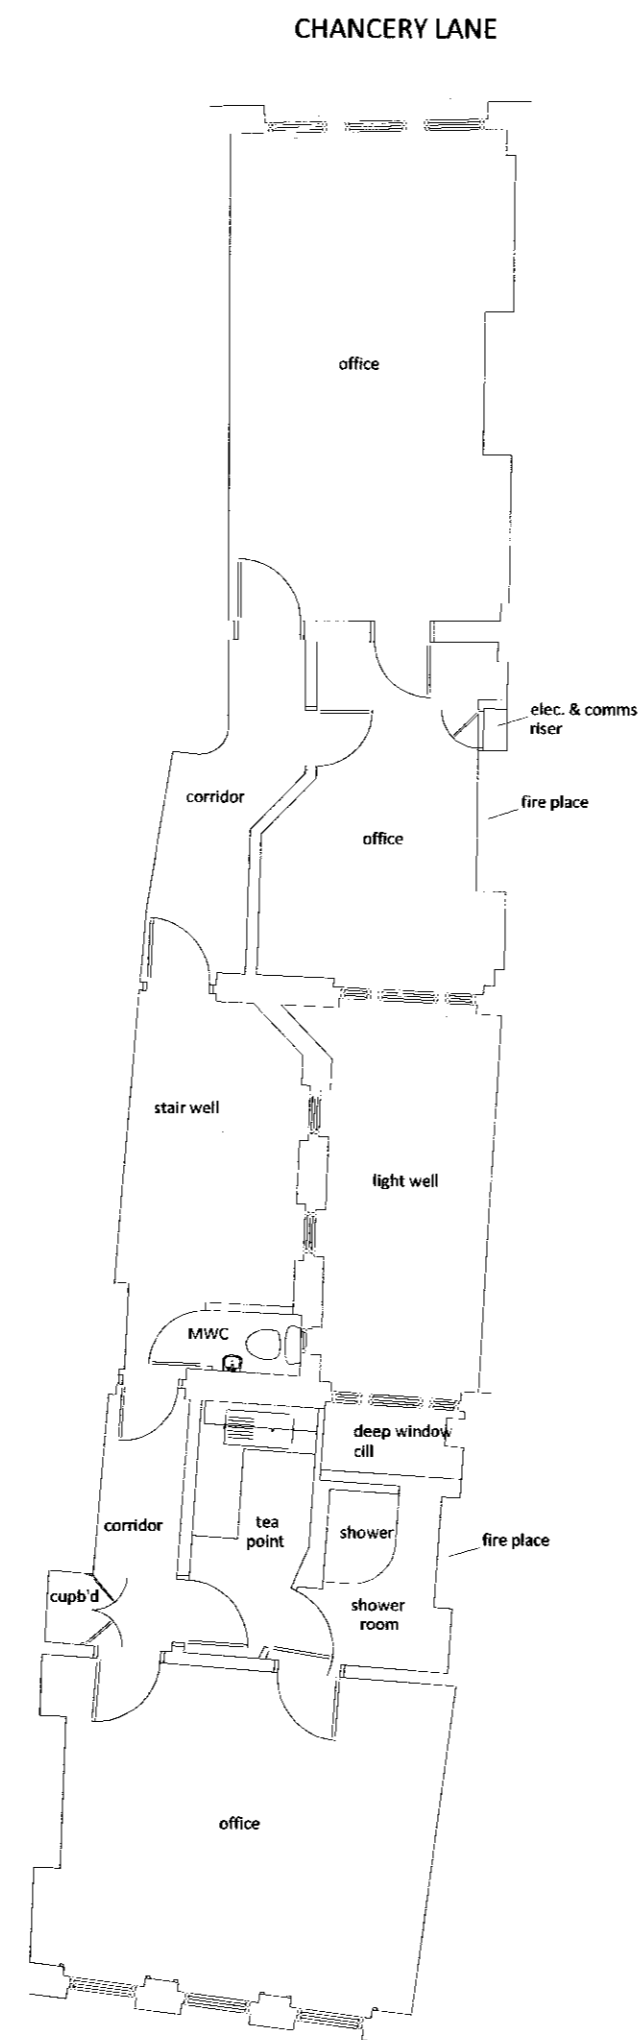 CHANCERY LANE
office
elec. & comms
riser
fire place
corridor
office
stair well
light well
MWC
deep window
cill
corridor
tea
point
shower
fire place
cupb'd
shower
room
office